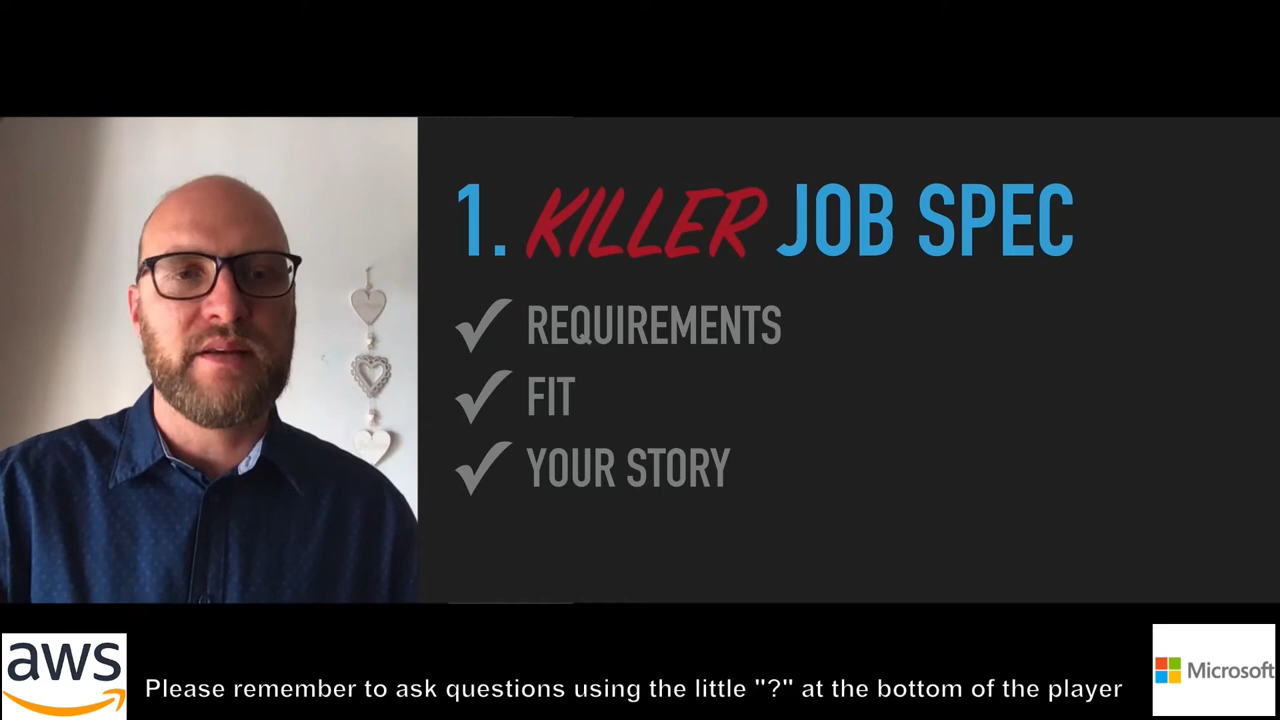 1. KILLER JOB SPEC
✓ REQUIREMENTS
✓ FIT
✓ YOUR STORY
aws
Please remember to ask questions using the little "?" at the bottom of the player
Microsoft